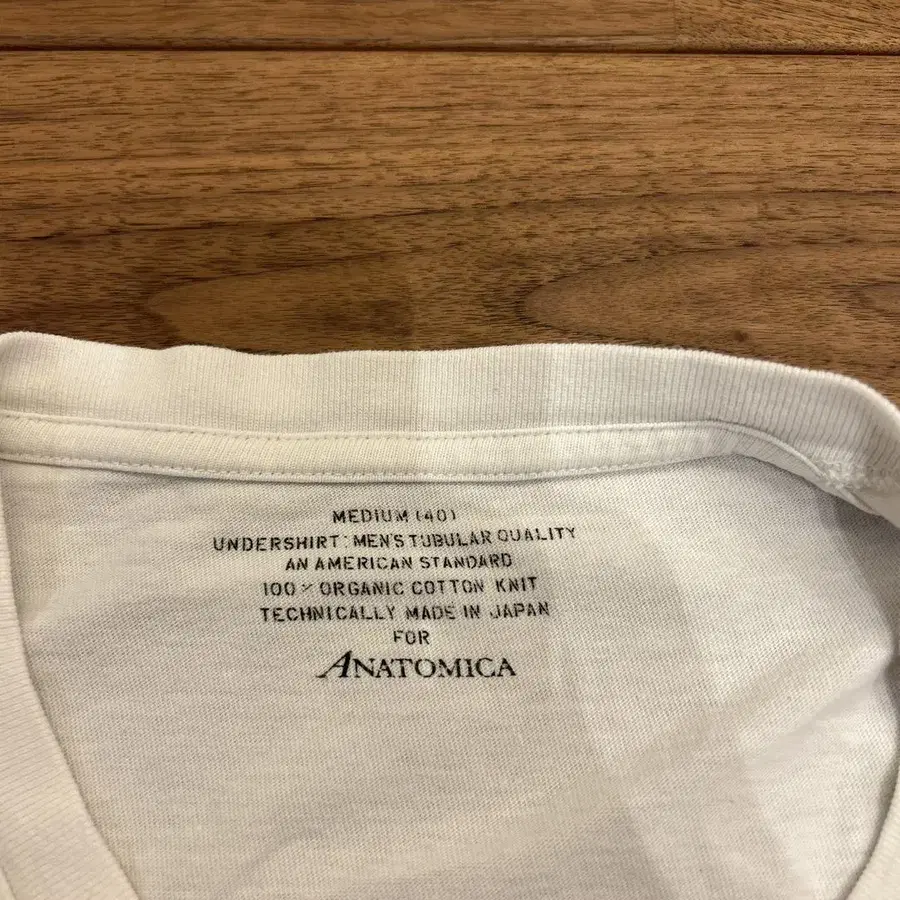 MEDIUM (40)
UNDERSHIRT: MEN'S TUBULAR QUALITY
AN AMERICAN STANDARD
100% ORGANIC COTTON KNIT
TECHNICALLY MADE IN JAPAN
FOR
ANATOMICA